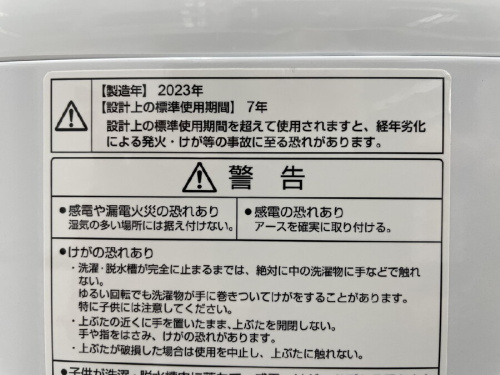 【製造年】2023年
【設計上の標準使用期間】7年
設計上の標準使用期間を超えて使用されますと、経年劣化
による発火・けが等の事故に至る恐れがあります。
警告
●感電や漏電火災の恐れあり
湿気の多い場所には据え付けない。
●感電の恐れあり
アースを確実に取り付ける。
●けがの恐れあり
・洗濯・脱水槽が完全に止まるまでは、絶対に中の洗濯物に手などで触れ
ない。
ゆるい回転でも洗濯物が手に巻きついてけがをすることがあります。
特に子供には注意してください。
・上ぶたの近くに手を置いたまま、上ぶたを開閉しない。
手や指をはさみ、けがの恐れがあります。
・上ぶたが破損した場合は使用を中止し、上ぶたに触れない。
●子供が洗濯・脱水槽内に